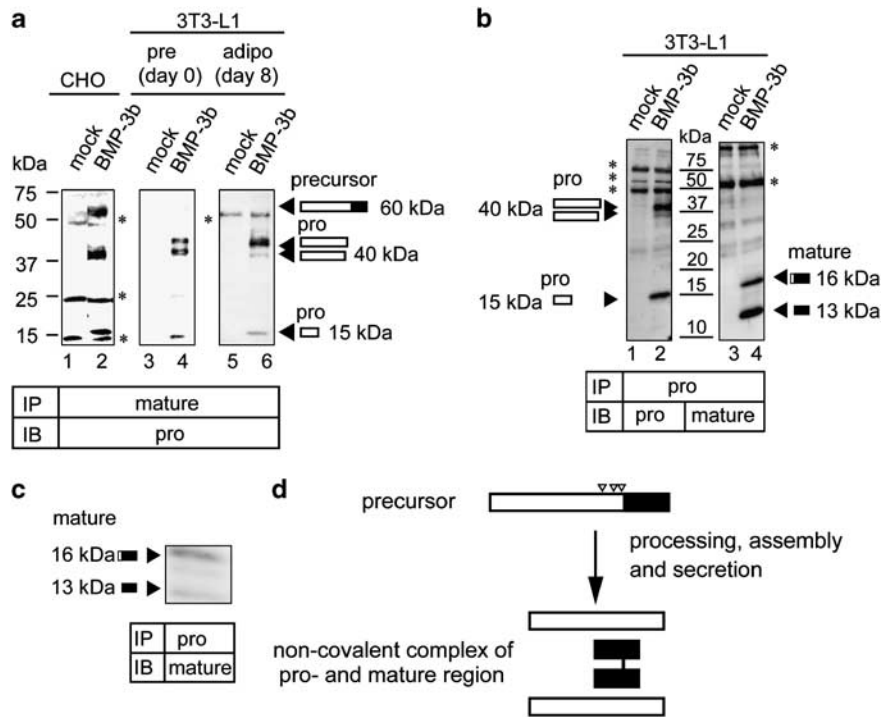 a
3T3-L1
pre
(day 0)
adipo
(day 8)
CHO
mock
BMP-3b
mock
BMP-3b
mock
BMP-3b
kDa
75
50
37
25
15
*
*
*
*
precursor
60 kDa
pro
40 kDa
pro
15 kDa
1 2 3 4 5 6
IP mature
IB pro
b
3T3-L1
mock
BMP-3b
kDa
mock
BMP-3b
75
50
37
25
20
15
10
*
*
*
*
*
pro
40 kDa
pro
15 kDa
mature
16 kDa
13 kDa
1 2 3 4
IP pro
IB pro mature
c
mature
16 kDa
13 kDa
IP pro
IB mature
d
precursor
processing, assembly
and secretion
non-covalent complex of
pro- and mature region